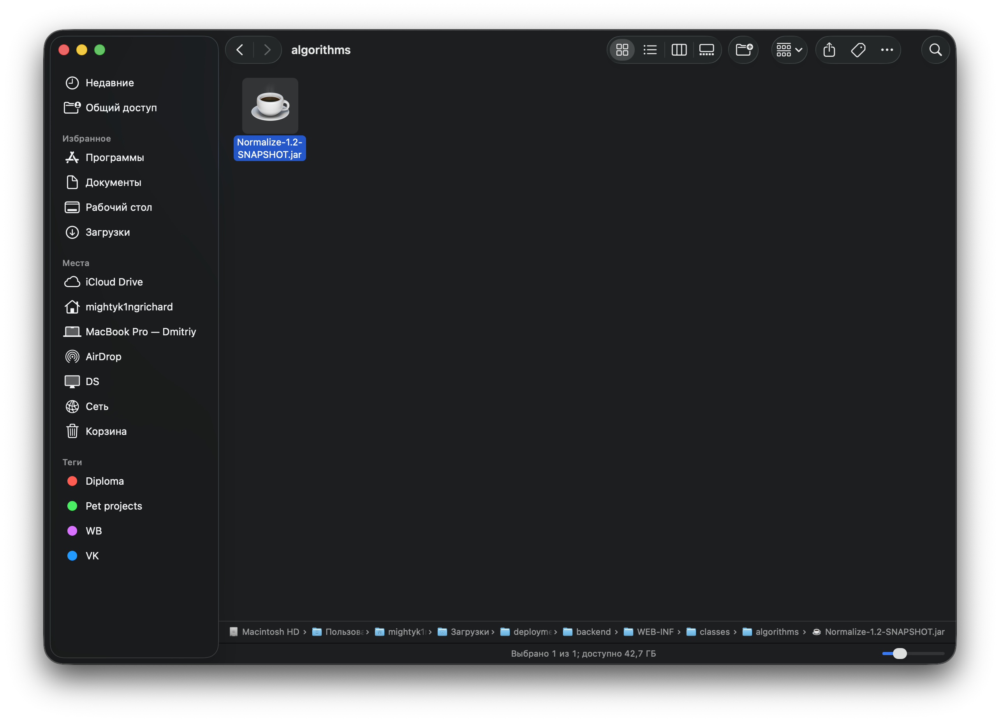 algorithms
Недавние
Общий доступ
Избранное
Программы
Документы
Рабочий стол
Загрузки
Места
iCloud Drive
mightyk1ngrichard
MacBook Pro — Dmitriy
AirDrop
DS
Сеть
Корзина
Теги
Diploma
Pet projects
WB
VK
Normalize-1.2-
SNAPSHOT.jar
Macintosh HD › Пользова › mightyk1 › Загрузки › deployme › backend › WEB-INF › classes › algorithms › Normalize-1.2-SNAPSHOT.jar
Выбрано 1 из 1; доступно 42,7 ГБ